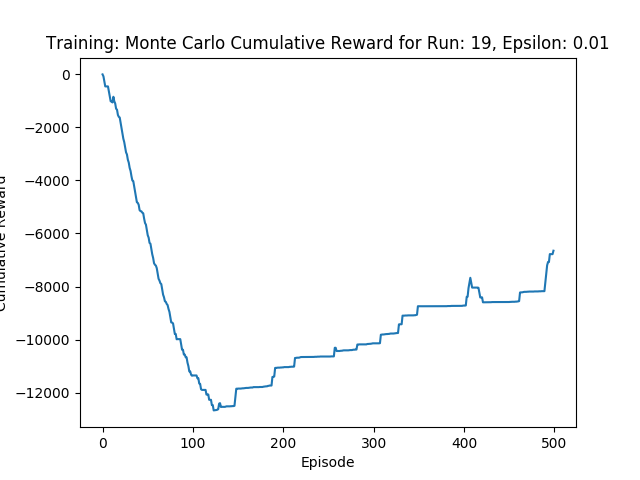 Training: Monte Carlo Cumulative Reward for Run: 19, Epsilon: 0.01
0
−2000
−4000
−6000
−8000
−10000
−12000
Cumulative Reward
0 100 200 300 400 500
Episode